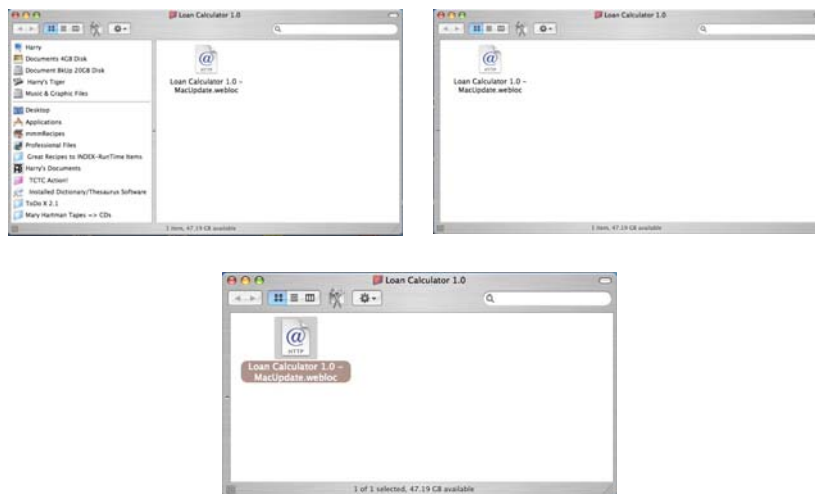 Loan Calculator 1.0
Harry
Documents 4GB Disk
Document BkUp 20GB Disk
Harry's Tiger
Music & Graphic Files
Desktop
Applications
mmmRecipes
Professional Files
Great Recipes to INDEX-RunTime Items
Harry's Documents
TCTC Action!
Installed Dictionary/Thesaurus Software
ToDo X 2.1
Mary Hartman Tapes => CDs
HTTP
Loan Calculator 1.0 -
MacUpdate.webloc
1 item, 47.19 GB available
Loan Calculator 1.0
HTTP
Loan Calculator 1.0 -
MacUpdate.webloc
1 item, 47.19 GB available
Loan Calculator 1.0
HTTP
Loan Calculator 1.0 -
MacUpdate.webloc
1 of 1 selected, 47.19 GB available